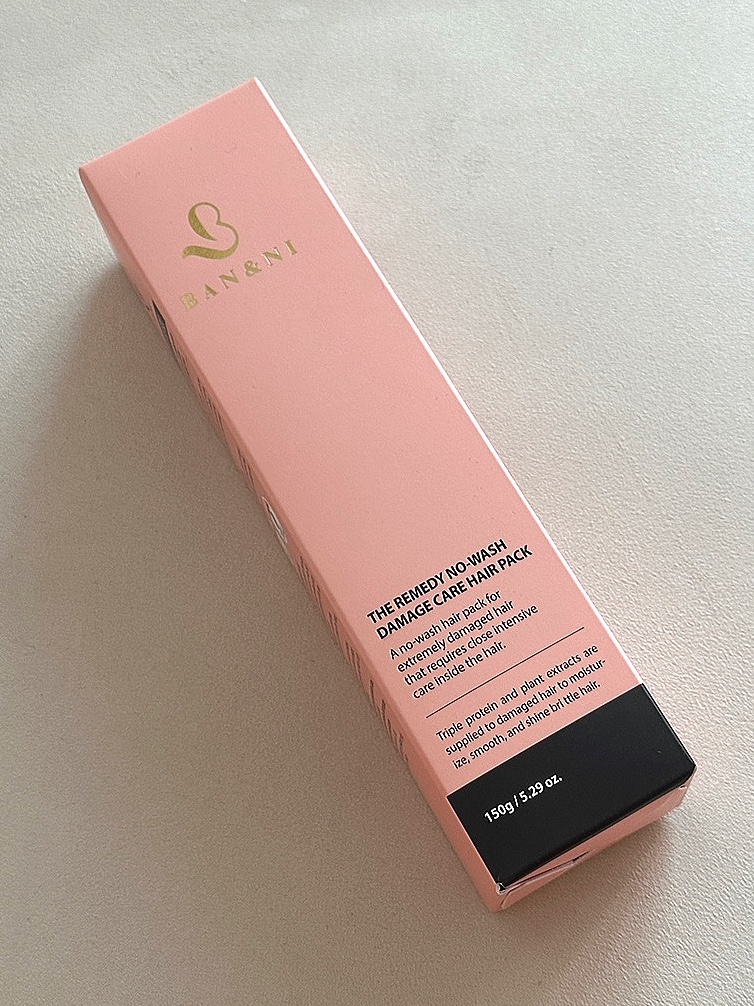 BAN&NI
THE REMEDY NO-WASH
DAMAGE CARE HAIR PACK
A no-wash hair pack for
extremely damaged hair
that requires close intensive
care inside the hair.
Triple protein and plant extracts are
supplied to damaged hair to moistur-
ize, smooth, and shine bri ttle hair.
150g / 5.29 oz.